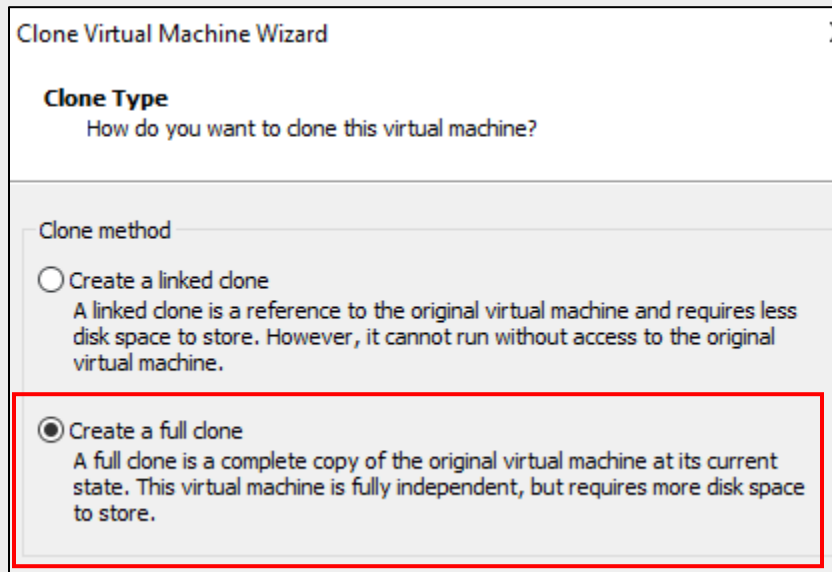 Clone Virtual Machine Wizard
Clone Type
How do you want to clone this virtual machine?
Clone method
Create a linked clone
A linked clone is a reference to the original virtual machine and requires less
disk space to store. However, it cannot run without access to the original
virtual machine.
Create a full clone
A full clone is a complete copy of the original virtual machine at its current
state. This virtual machine is fully independent, but requires more disk space
to store.